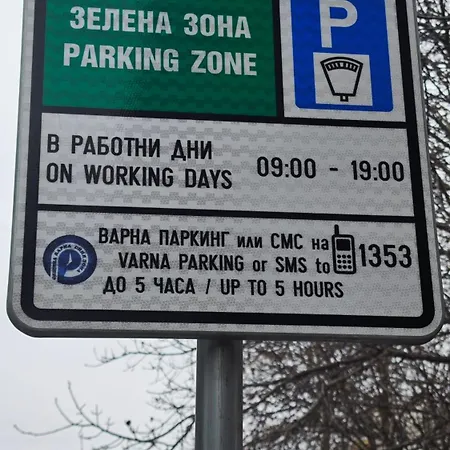 ЗЕЛЕНА ЗОНА
PARKING ZONE
P
В РАБОТНИ ДНИ
ON WORKING DAYS
09:00 - 19:00
ВАРНА ПАРКИНГ или СМС на
VARNA PARKING or SMS to
1353
ДО 5 ЧАСА / UP TO 5 HOURS